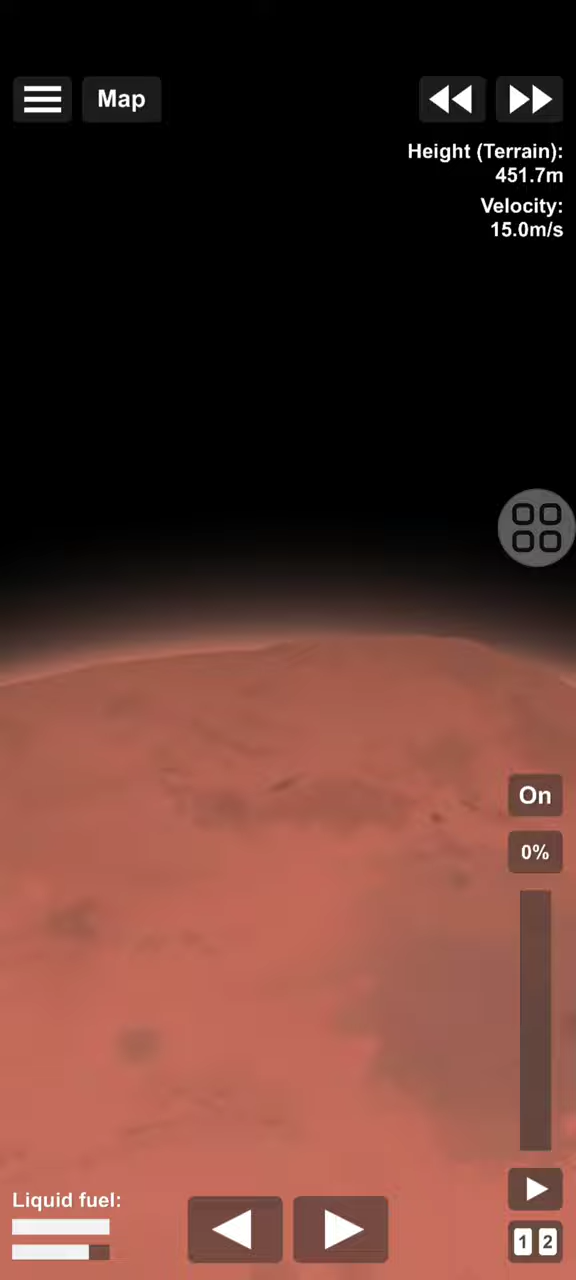 Map
Height (Terrain):
451.7m
Velocity:
15.0m/s
On
0%
Liquid fuel:
1 2